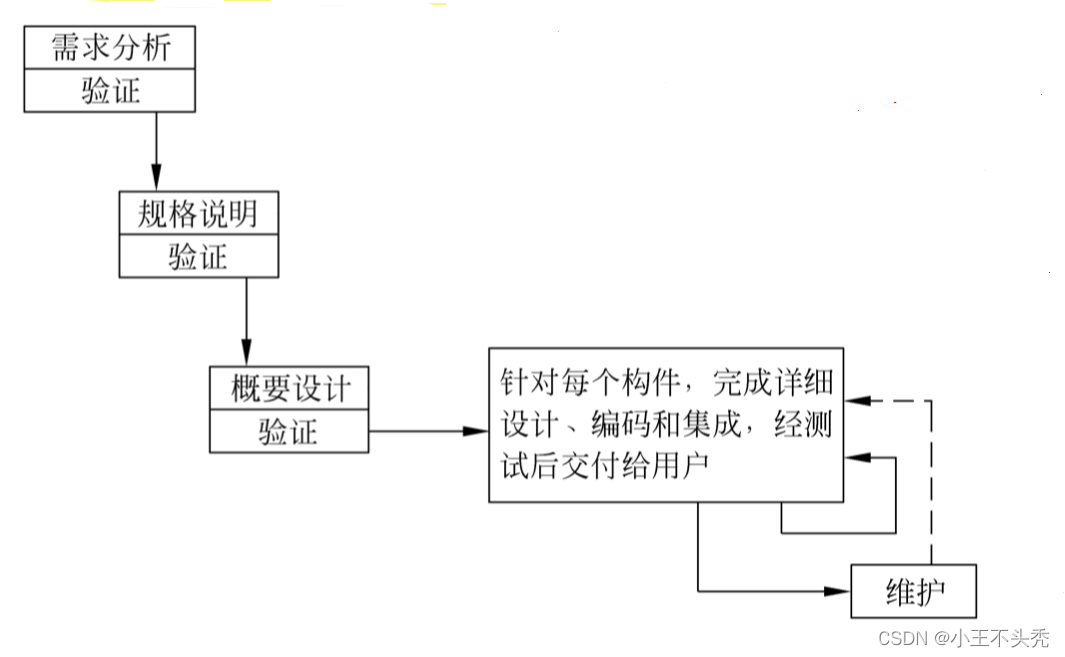 需求分析
验证
规格说明
验证
概要设计
验证
针对每个构件，完成详细
设计、编码和集成，经测
试后交付给用户
维护
CSDN @小王不头秃